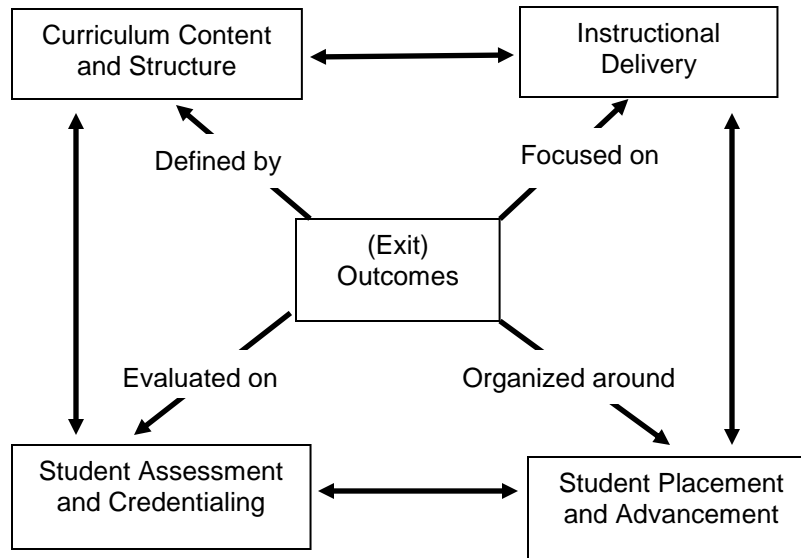 Curriculum Content
and Structure
Instructional
Delivery
Defined by
Focused on
(Exit)
Outcomes
Evaluated on
Organized around
Student Assessment
and Credentialing
Student Placement
and Advancement